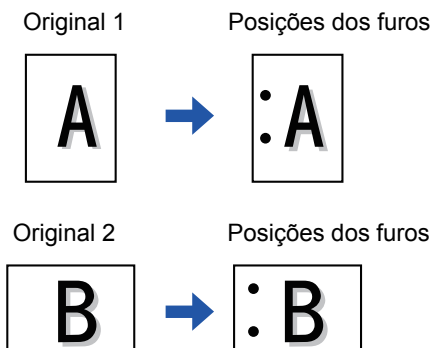 Original 1 Posições dos furos
A A
Original 2 Posições dos furos
B B